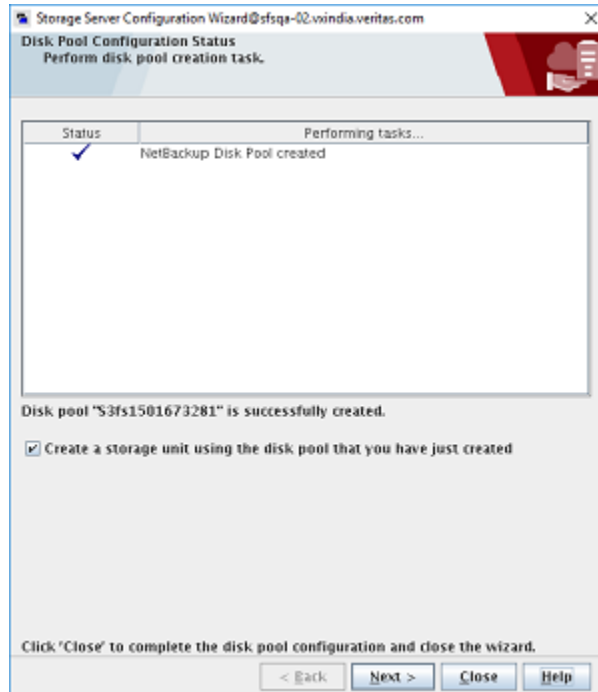 Storage Server Configuration Wizard@sfsqa-02.vxindia.veritas.com
Disk Pool Configuration Status
Perform disk pool creation task.
Status Performing tasks...
NetBackup Disk Pool created
Disk pool "S3fs1501673281" is successfully created.
Create a storage unit using the disk pool that you have just created
Click 'Close' to complete the disk pool configuration and close the wizard.
< Back Next > Close Help